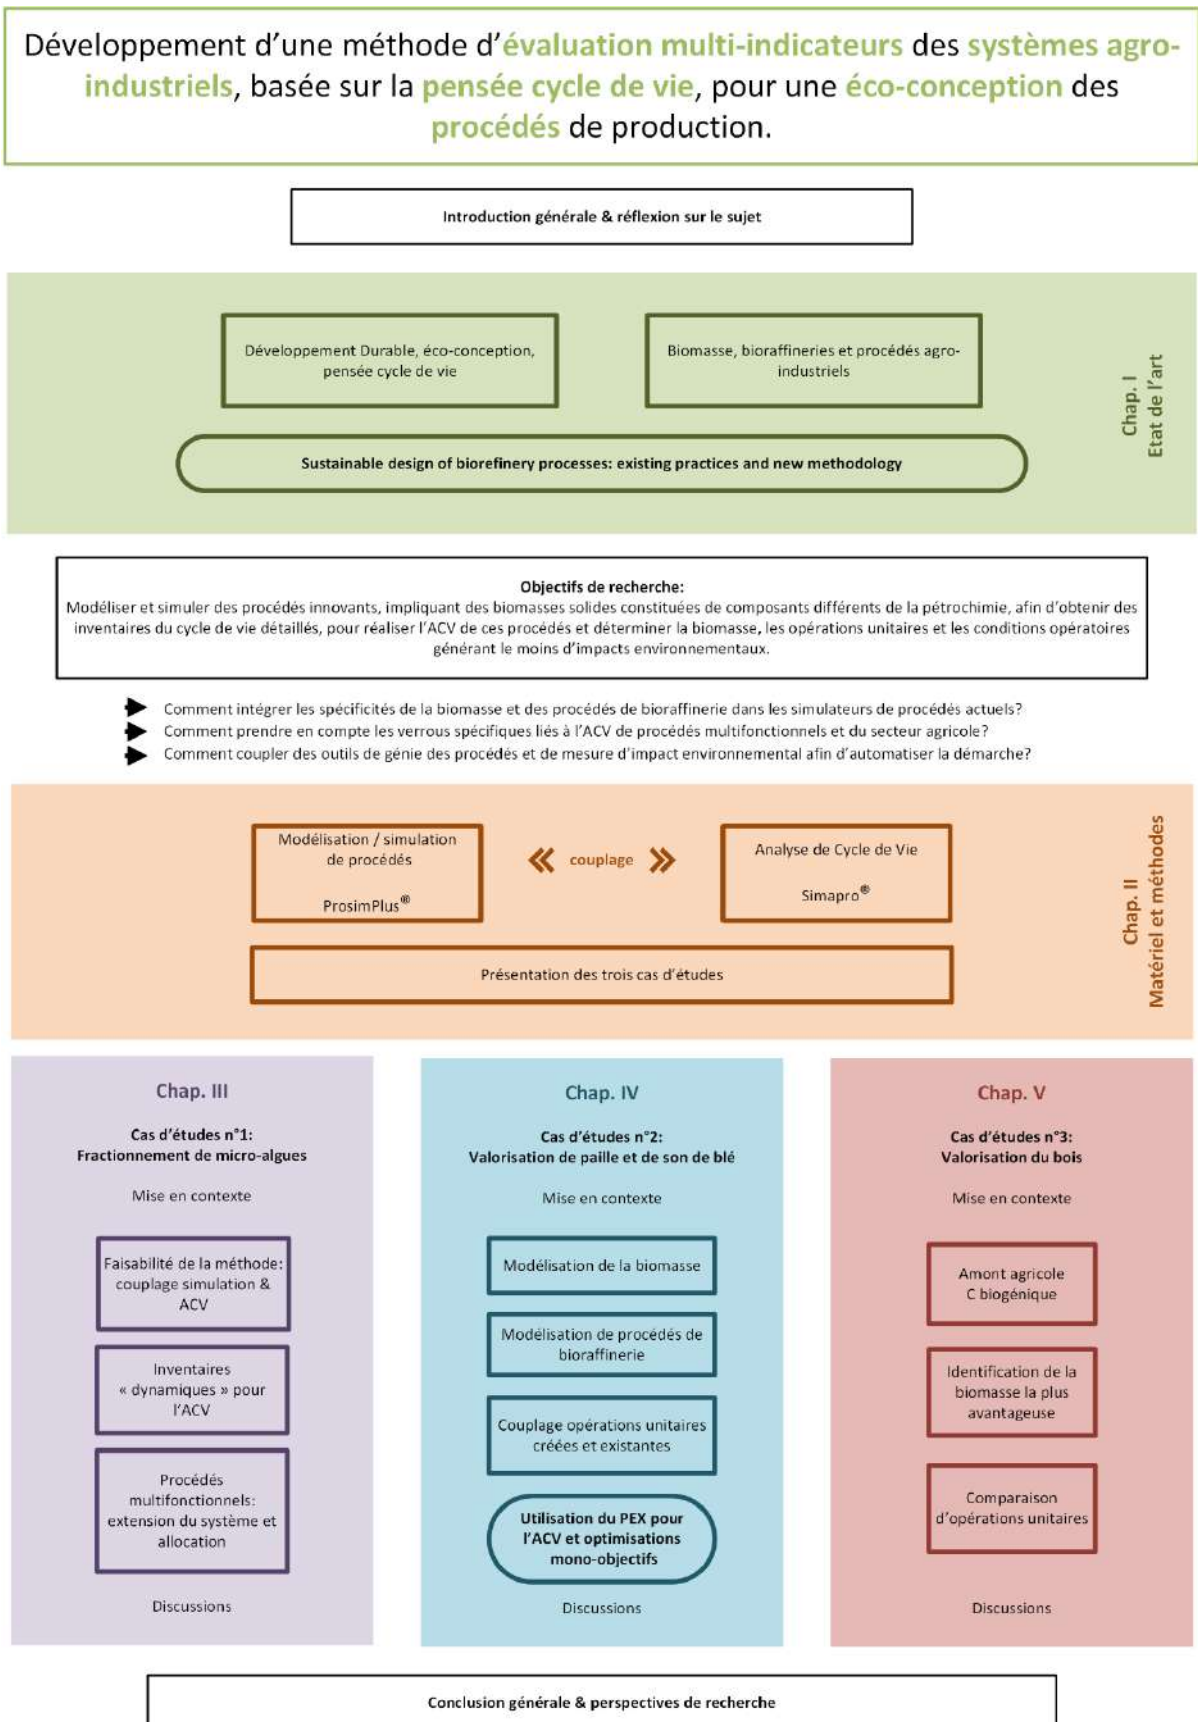 Développement d'une méthode d'évaluation multi-indicateurs des systèmes agro-
industriels, basée sur la pensée cycle de vie, pour une éco-conception des
procédés de production.
Introduction générale & réflexion sur le sujet
Développement Durable, éco-conception,
pensée cycle de vie
Biomasse, bioraffineries et procédés agro-
industriels
Sustainable design of biorefinery processes: existing practices and new methodology
Chap. I
Etat de l'art
Objectifs de recherche:
Modéliser et simuler des procédés innovants, impliquant des biomasses solides constituées de composants différents de la pétrochimie, afin d'obtenir des
inventaires du cycle de vie détaillés, pour réaliser l'ACV de ces procédés et déterminer la biomasse, les opérations unitaires et les conditions opératoires
générant le moins d'impacts environnementaux.
Comment intégrer les spécificités de la biomasse et des procédés de bioraffinerie dans les simulateurs de procédés actuels?
Comment prendre en compte les verrous spécifiques liés à l'ACV de procédés multifonctionnels et du secteur agricole?
Comment coupler des outils de génie des procédés et de mesure d'impact environnemental afin d'automatiser la démarche?
Modélisation / simulation
de procédés
ProsimPlus®
couplage
Analyse de Cycle de Vie
Simapro®
Présentation des trois cas d'études
Chap. II
Matériel et méthodes
Chap. III
Cas d'études n°1:
Fractionnement de micro-algues
Mise en contexte
Faisabilité de la méthode:
couplage simulation &
ACV
Inventaires
« dynamiques » pour
l'ACV
Procédés
multifonctionnels:
extension du système et
allocation
Discussions
Chap. IV
Cas d'études n°2:
Valorisation de paille et de son de blé
Mise en contexte
Modélisation de la biomasse
Modélisation de procédés de
bioraffinerie
Couplage opérations unitaires
créées et existantes
Utilisation du PEX pour
l'ACV et optimisations
mono-objectifs
Discussions
Chap. V
Cas d'études n°3:
Valorisation du bois
Mise en contexte
Amont agricole
C biogénique
Identification de la
biomasse la plus
avantageuse
Comparaison
d'opérations unitaires
Discussions
Conclusion générale & perspectives de recherche